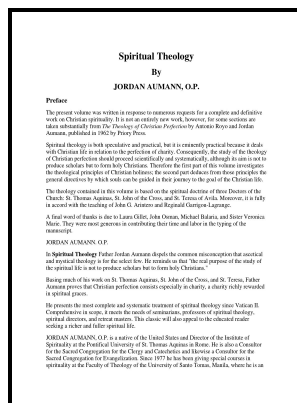 Spiritual Theology
By
JORDAN AUMANN, O.P.
Preface
The present volume was written in response to numerous requests for a complete and definitive
work on Christian spirituality. It is not an entirely new work, however, for some sections are
taken substantially from The Theology of Christian Perfection by Antonio Royo and Jordan
Aumann, published in 1962 by Priory Press.
Spiritual theology is both speculative and practical, but it is eminently practical because it deals
with Christian life in relation to the perfection of charity. Consequently, the study of the theology
of Christian perfection should proceed scientifically and systematically, although its aim is not to
produce scholars but to form holy Christians. Therefore the first part of this volume investigates
the theological principles of Christian holiness; the second part deduces from those principles the
general directives by which souls can be guided in their journey to the goal of the Christian life.
The theology contained in this volume is based on the spiritual doctrine of three Doctors of the
Church: St. Thomas Aquinas, St. John of the Cross, and St. Teresa of Avila. Moreover, it is fully
in accord with the teaching of John G. Arintero and Reginald Garrigou-Lagrange.
A final word of thanks is due to Laura Gillet, John Osman, Michael Balaria, and Sister Veronica
Marie. They were most generous in contributing their time and labor in the typing of the
manuscript.
JORDAN AUMANN, O.P.
In Spiritual Theology Father Jordan Aumann dispels the common misconception that ascetical
and mystical theology is for the select few. He reminds us that "the real purpose of the study of
the spiritual life is not to produce scholars but to form holy Christians."
Basing much of his work on St. Thomas Aquinas, St. John of the Cross, and St. Teresa, Father
Aumann proves that Christian perfection consists especially in charity, a charity richly rewarded
in spiritual graces.
He presents the most complete and systematic treatment of spiritual theology since Vatican II.
Comprehensive in scope, it meets the needs of seminarians, professors of spiritual theology,
spiritual directors, and retreat masters. This classic will also appeal to the educated reader
seeking a richer and fuller spiritual life.
JORDAN AUMANN, O.P. is a native of the United States and Director of the Institute of
Spirituality at the Pontifical University of St. Thomas Aquinas in Rome. He is also a Consultor
for the Sacred Congregation for the Clergy and Catechetics and likewise a Consultor for the
Sacred Congregation for Evangelization. Since 1977 he has been giving special courses in
spirituality at the Faculty of Theology of the University of Santo Tomas, Manila, where he is an